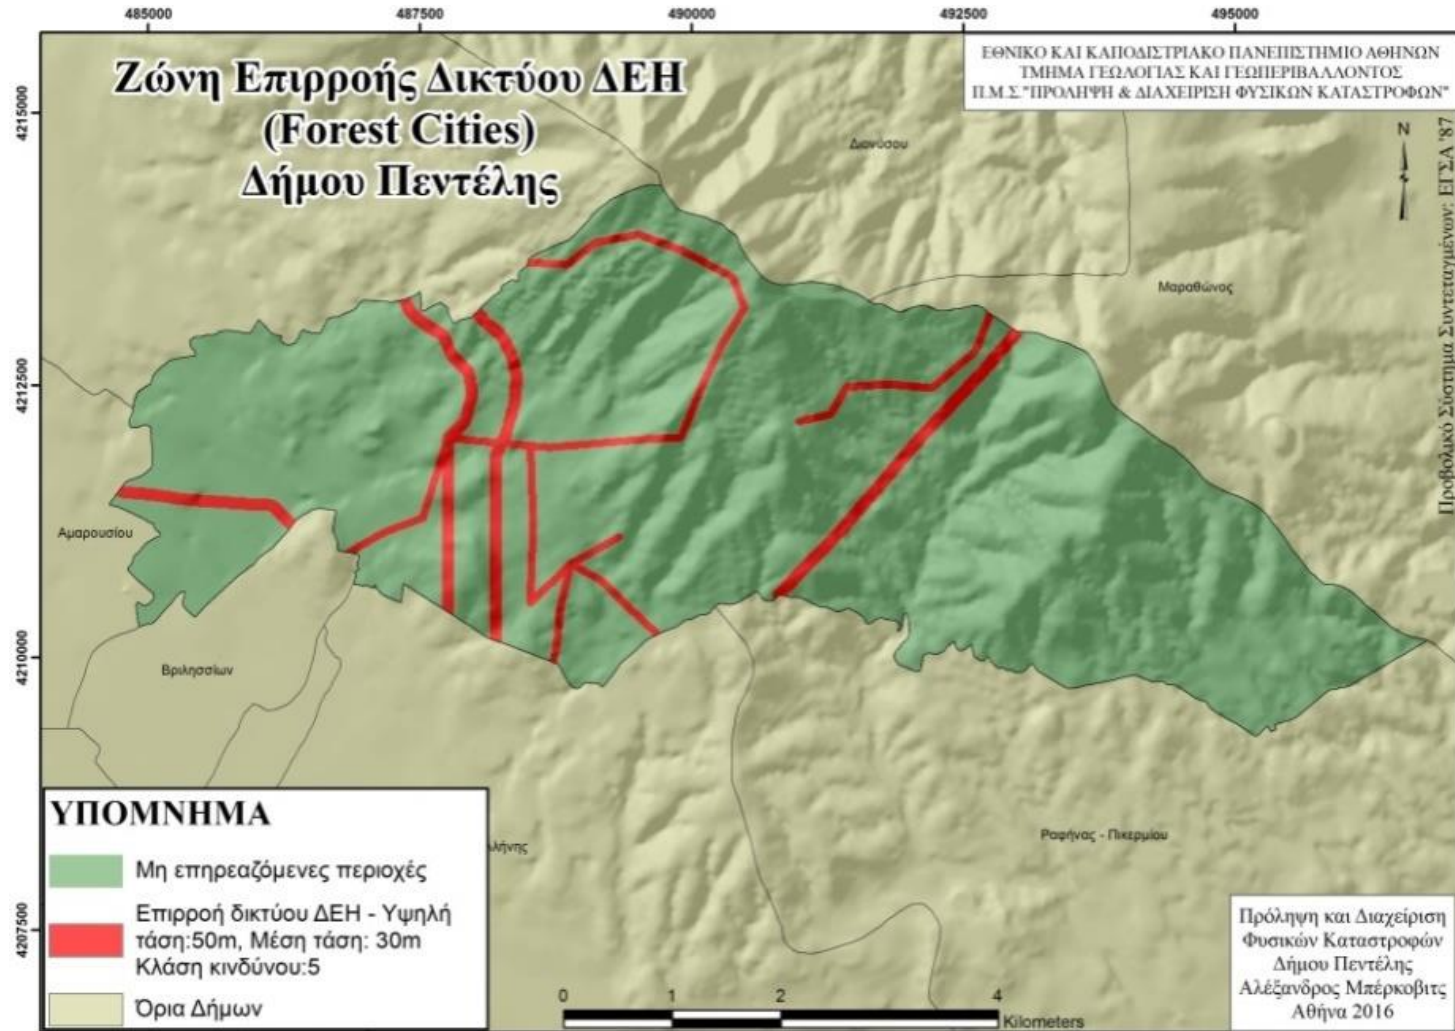 485000
487500
490000
492500
495000
Ζώνη Επιρροής Δικτύου ΔΕΗ
(Forest Cities)
Δήμου Πεντέλης
ΕΘΝΙΚΟ ΚΑΙ ΚΑΠΟΔΙΣΤΡΙΑΚΟ ΠΑΝΕΠΙΣΤΗΜΙΟ ΑΘΗΝΩΝ
ΤΜΗΜΑ ΓΕΩΛΟΓΙΑΣ ΚΑΙ ΓΕΩΠΕΡΙΒΑΛΛΟΝΤΟΣ
Π.Μ.Σ."ΠΡΟΛΗΨΗ & ΔΙΑΧΕΙΡΙΣΗ ΦΥΣΙΚΩΝ ΚΑΤΑΣΤΡΟΦΩΝ"
N
Προβολικό Σύστημα Συντεταγμένων: ΕΓΣΑ '87
4215000
4212500
4210000
4207500
Διονύσου
Μαραθώνος
Αμαρουσίου
Βριλησσίων
λλήνης
Ραφήνας - Πικερμίου
ΥΠΟΜΝΗΜΑ
Μη επηρεαζόμενες περιοχές
Επιρροή δικτύου ΔΕΗ - Υψηλή
τάση:50m, Μέση τάση: 30m
Κλάση κινδύνου:5
Όρια Δήμων
0
1
2
4
Kilometers
Πρόληψη και Διαχείριση
Φυσικών Καταστροφών
Δήμου Πεντέλης
Αλέξανδρος Μπέρκοβιτς
Αθήνα 2016